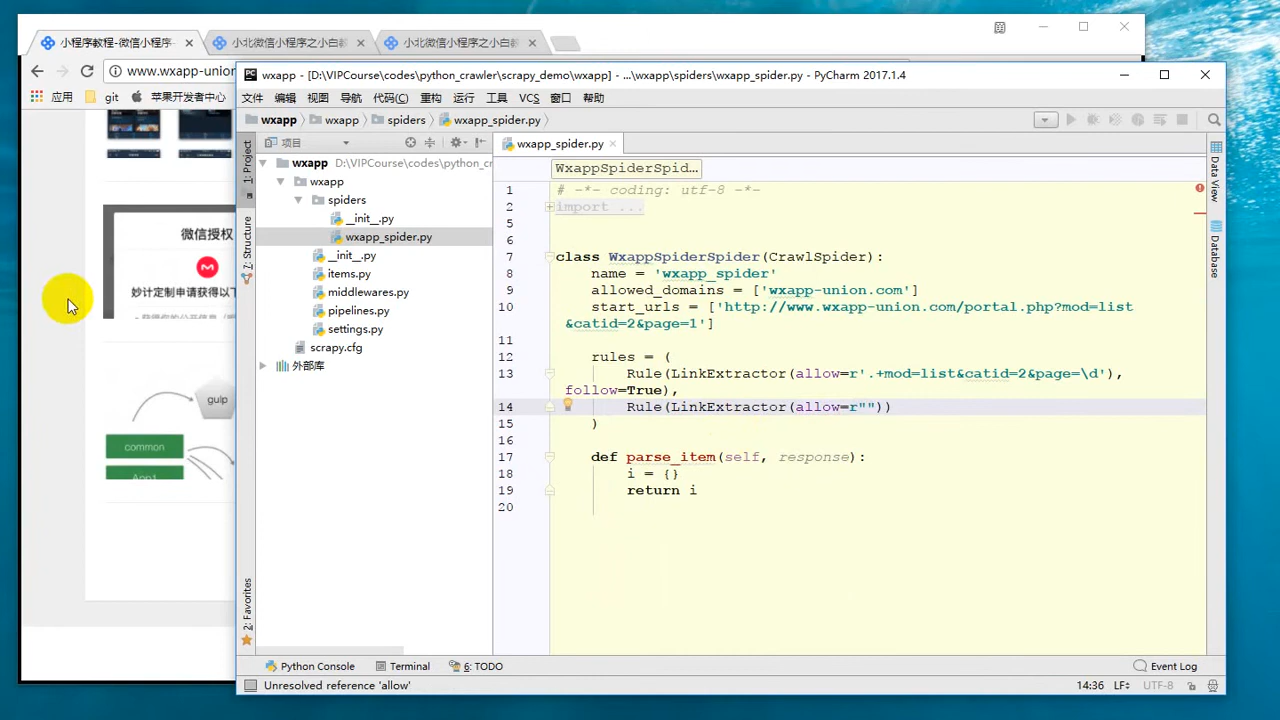 小程序教程-微信小程序-
小北微信小程序之小白教
小北微信小程序之小白教
www.wxapp-union
应用
git
苹果开发者中心
微信授权
妙计定制申请获得以下
gulp
common
App1
wxapp - [D:\VIPCourse\codes\python_crawler\scrapy_demo\wxapp] - ...\wxapp\spiders\wxapp_spider.py - PyCharm 2017.1.4
文件 编辑 视图 导航 代码(C) 重构 运行 工具 VCS 窗口 帮助
wxapp wxapp spiders wxapp_spider.py
项目
wxapp_spider.py
1: Project
7: Structure
2: Favorites
wxapp D:\VIPCourse\codes\python_cr
wxapp
spiders
__init__.py
wxapp_spider.py
__init__.py
items.py
middlewares.py
pipelines.py
settings.py
scrapy.cfg
外部库
WxappSpiderSpid...
1 # -*- coding: utf-8 -*-
2 import ...
5
6
7 class WxappSpiderSpider(CrawlSpider):
8 name = 'wxapp_spider'
9 allowed_domains = ['wxapp-union.com']
10 start_urls = ['http://www.wxapp-union.com/portal.php?mod=list
&catid=2&page=1']
11
12 rules = (
13 Rule(LinkExtractor(allow=r'.+mod=list&catid=2&page=\d'),
follow=True),
14 Rule(LinkExtractor(allow=r""))
15 )
16
17 def parse_item(self, response):
18 i = {}
19 return i
20
Data View
Database
Python Console Terminal 6: TODO Event Log
Unresolved reference 'allow' 14:36 LF÷ UTF-8